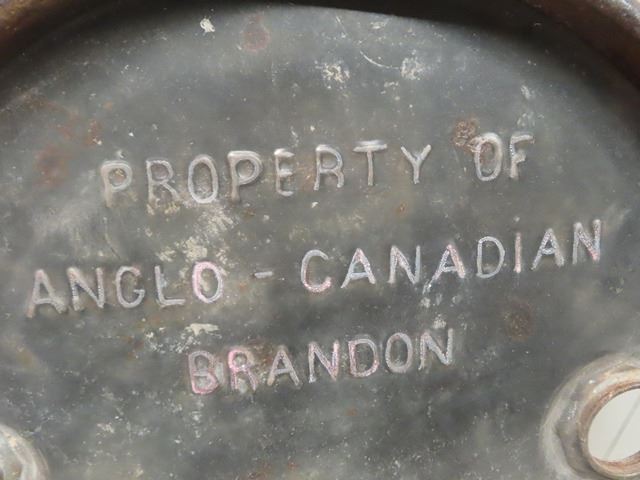 PROPERTY OF
ANGLO - CANADIAN
BRANDON